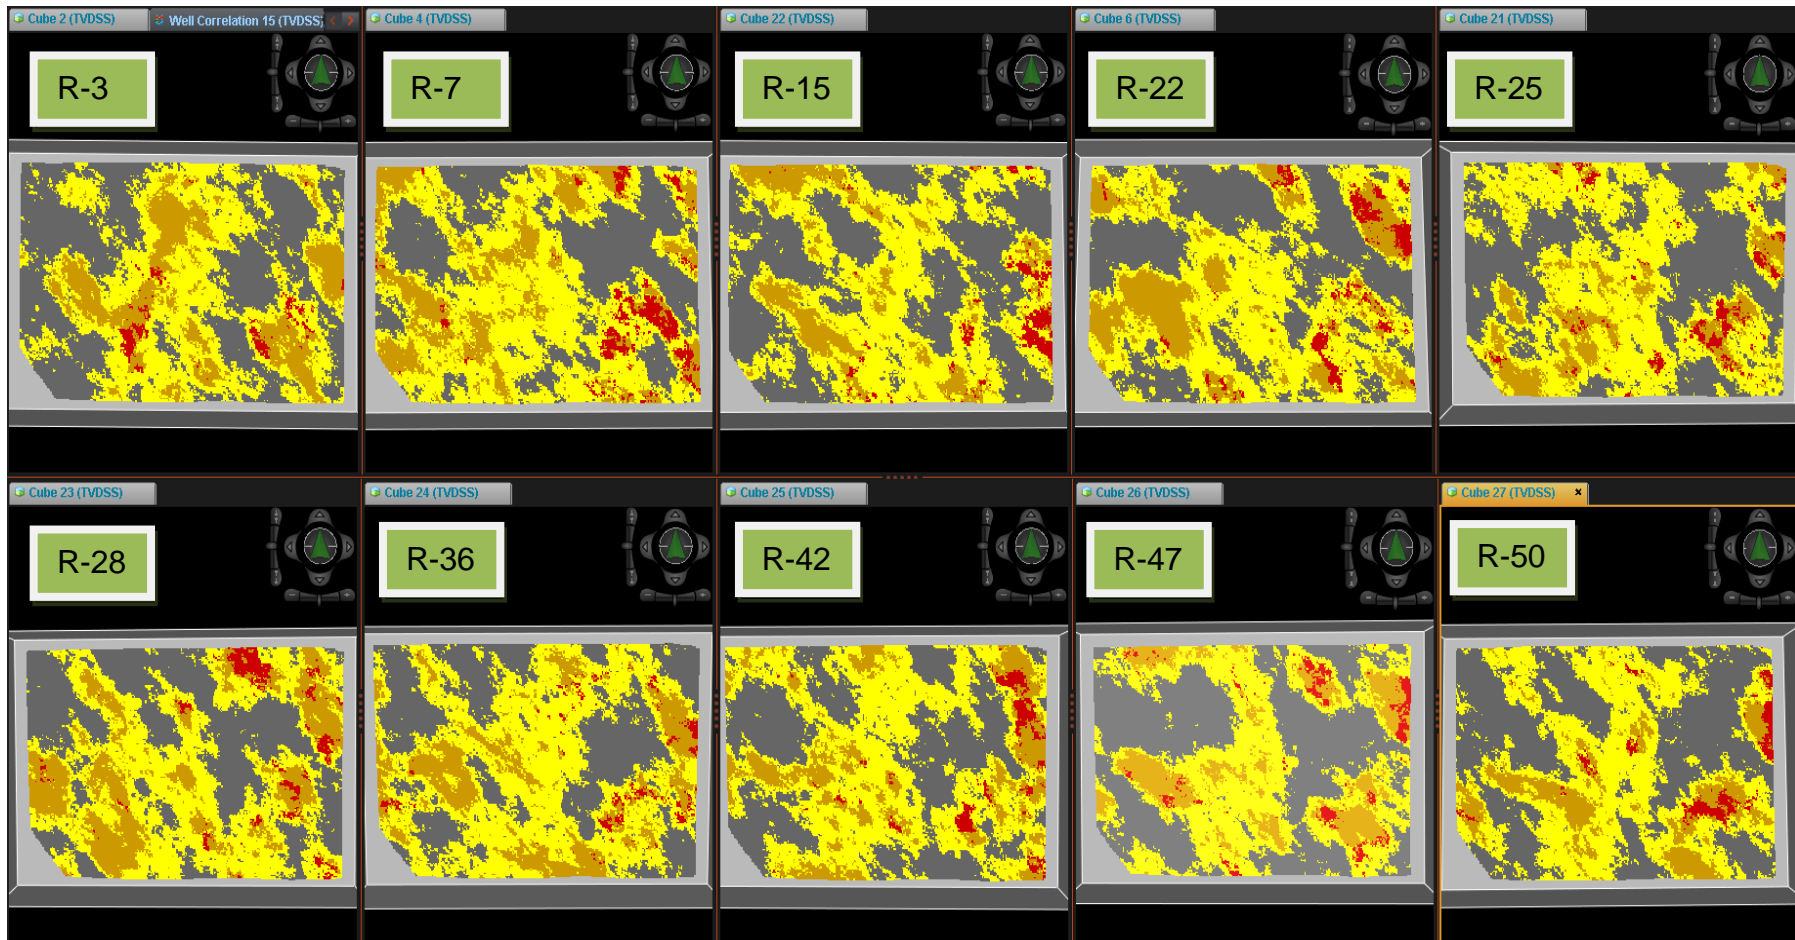 Cube 2 (TVDSS)
Well Correlation 15 (TVDSS)
Cube 4 (TVDSS)
Cube 22 (TVDSS)
Cube 6 (TVDSS)
Cube 21 (TVDSS)
R-3
R-7
R-15
R-22
R-25
Cube 23 (TVDSS)
Cube 24 (TVDSS)
Cube 25 (TVDSS)
Cube 26 (TVDSS)
Cube 27 (TVDSS)
R-28
R-36
R-42
R-47
R-50